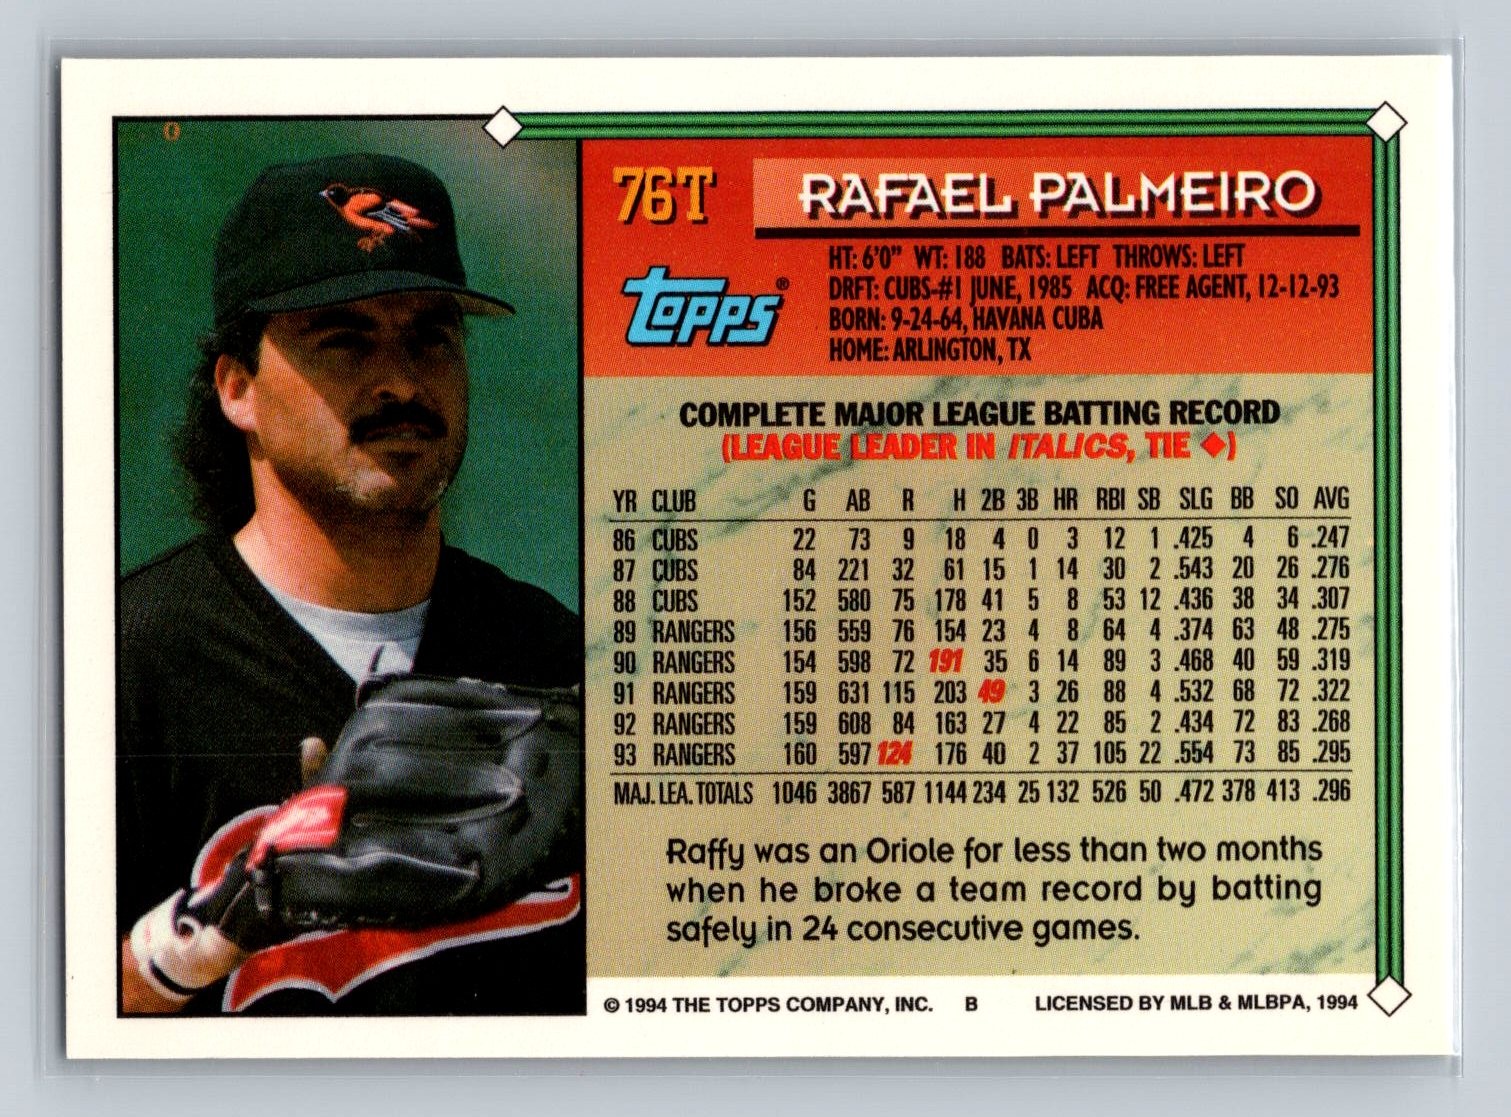 76T
RAFAEL PALMEIRO
topps®
HT: 6'0" WT: 188 BATS: LEFT THROWS: LEFT
DRFT: CUBS-#1 JUNE, 1985 ACQ: FREE AGENT, 12-12-93
BORN: 9-24-64, HAVANA CUBA
HOME: ARLINGTON, TX
COMPLETE MAJOR LEAGUE BATTING RECORD
(LEAGUE LEADER IN ITALICS, TIE ◆)
YR CLUB G AB R H 2B 3B HR RBI SB SLG BB SO AVG
86 CUBS 22 73 9 18 4 0 3 12 1 .425 4 6 .247
87 CUBS 84 221 32 61 15 1 14 30 2 .543 20 26 .276
88 CUBS 152 580 75 178 41 5 8 53 12 .436 38 34 .307
89 RANGERS 156 559 76 154 23 4 8 64 4 .374 63 48 .275
90 RANGERS 154 598 72 191 35 6 14 89 3 .468 40 59 .319
91 RANGERS 159 631 115 203 49 3 26 88 4 .532 68 72 .322
92 RANGERS 159 608 84 163 27 4 22 85 2 .434 72 83 .268
93 RANGERS 160 597 124 176 40 2 37 105 22 .554 73 85 .295
MAJ. LEA. TOTALS 1046 3867 587 1144 234 25 132 526 50 .472 378 413 .296
Raffy was an Oriole for less than two months
when he broke a team record by batting
safely in 24 consecutive games.
© 1994 THE TOPPS COMPANY, INC. B LICENSED BY MLB & MLBPA, 1994